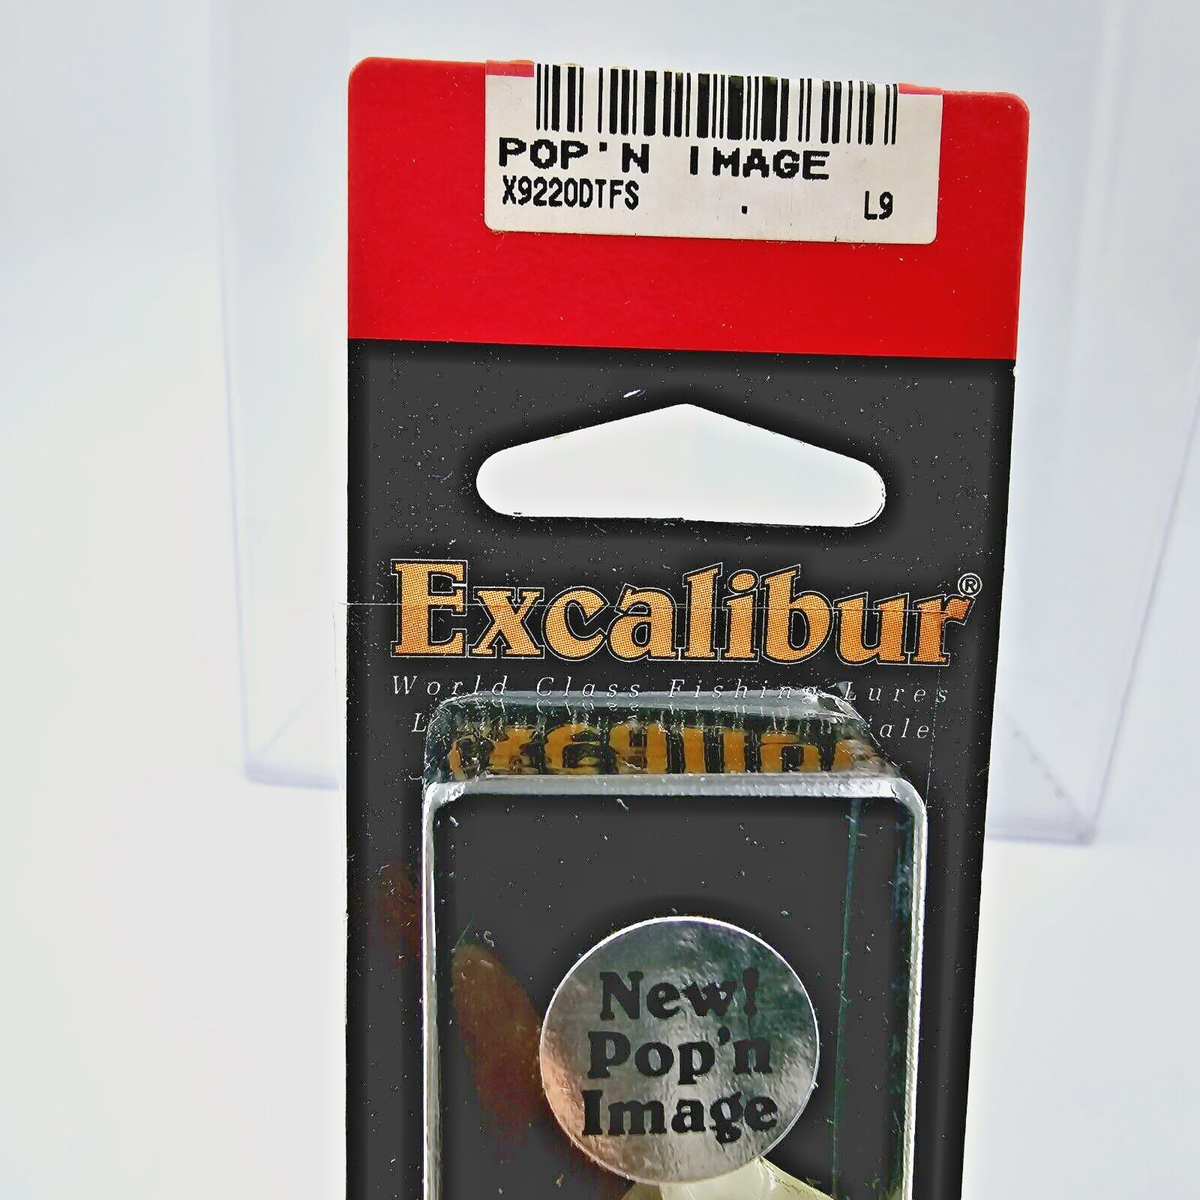 POP'N IMAGE
X9220DTFS . L9
Excalibur®
World Class Fishing Lures
New!
Pop'n
Image